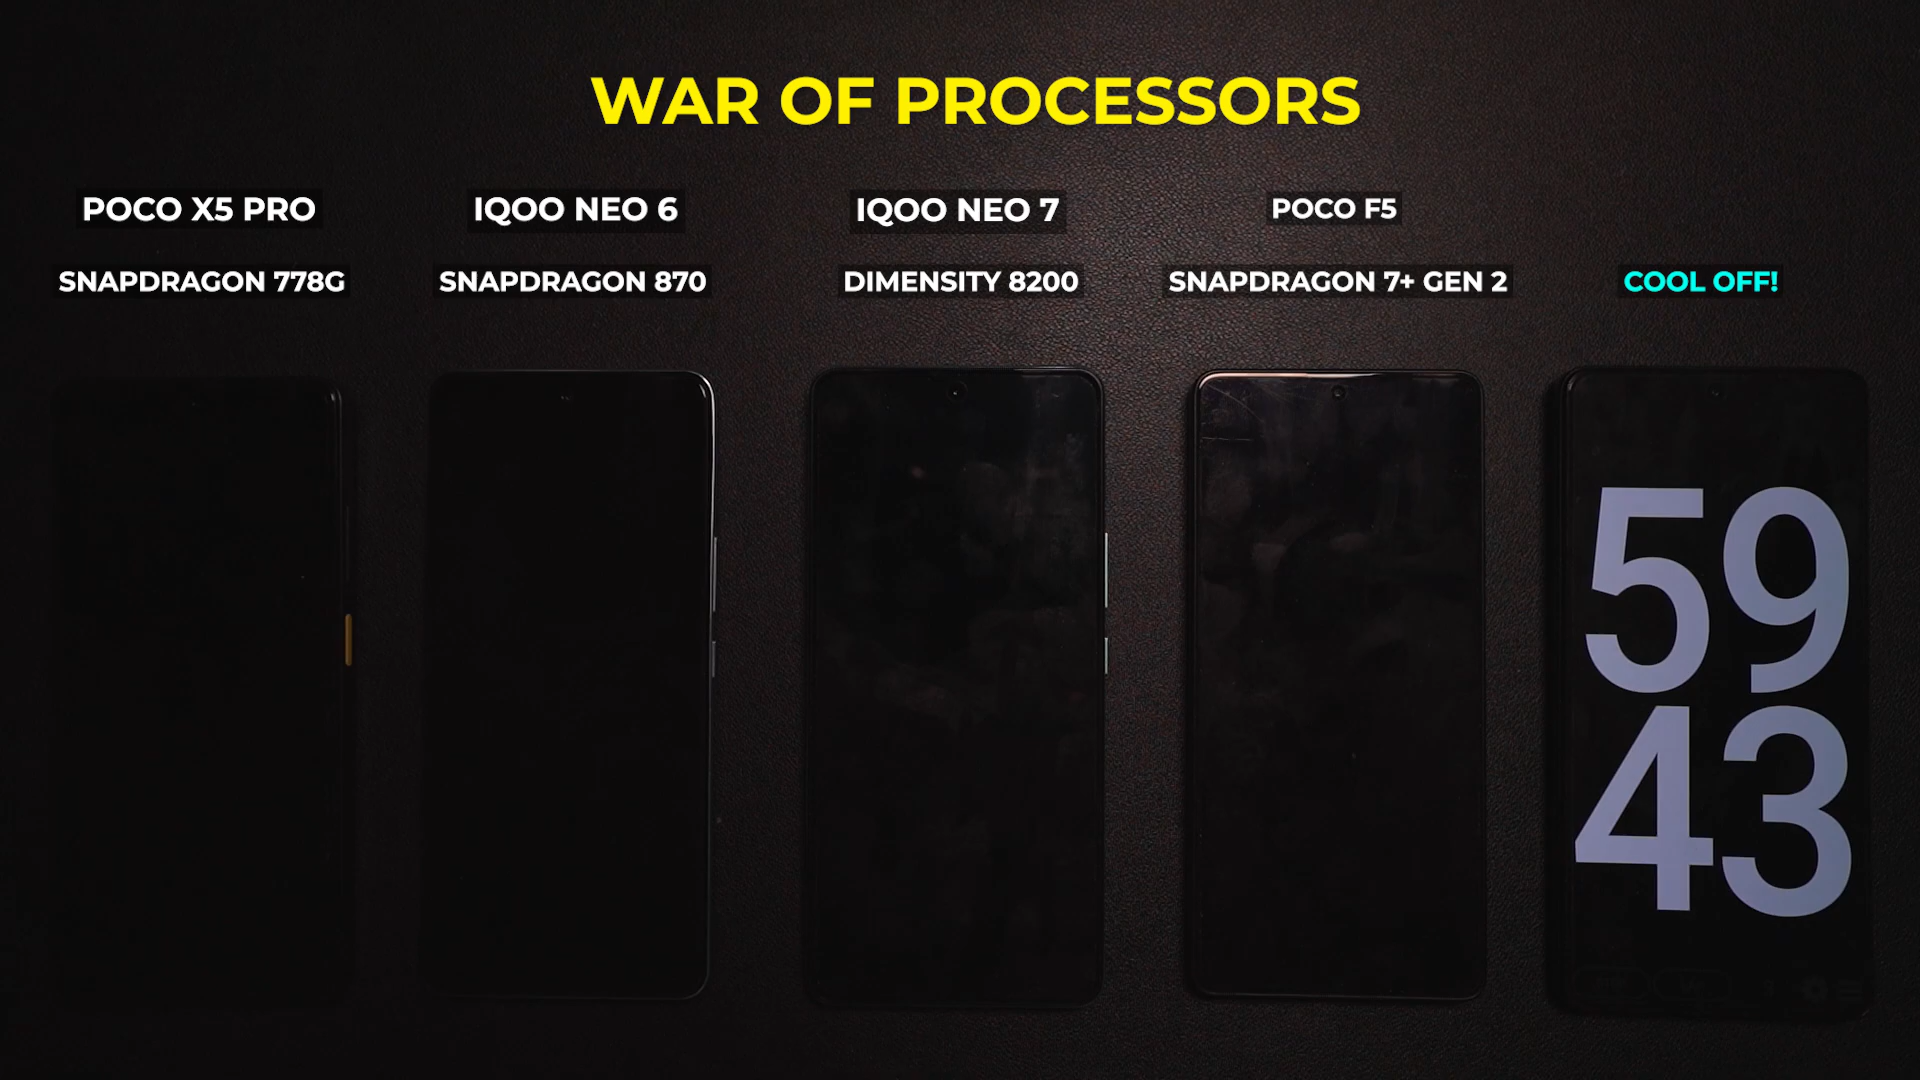 WAR OF PROCESSORS
POCO X5 PRO
IQOO NEO 6
IQOO NEO 7
POCO F5
SNAPDRAGON 778G
SNAPDRAGON 870
DIMENSITY 8200
SNAPDRAGON 7+ GEN 2
COOL OFF!
59
43